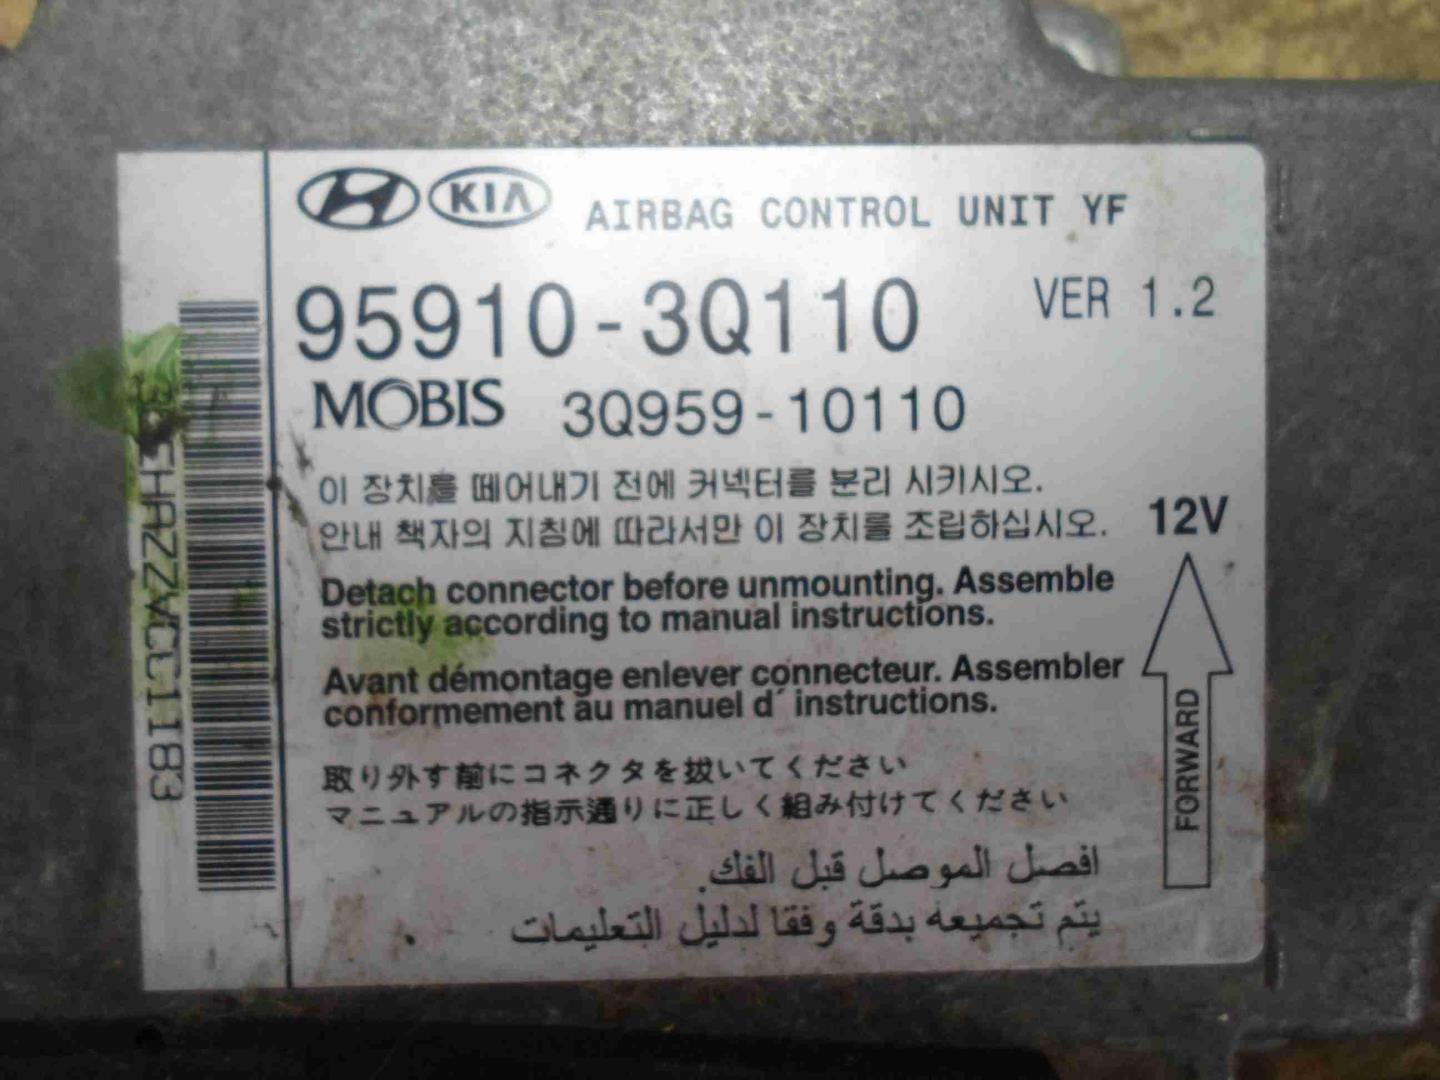 KIA AIRBAG CONTROL UNIT YF
95910-3Q110 VER 1.2
MOBIS 3Q959-10110
이 장치를 떼어내기 전에 커넥터를 분리 시키시오.
안내 책자의 지침에 따라서만 이 장치를 조립하십시오. 12V
Detach connector before unmounting. Assemble
strictly according to manual instructions.
Avant démontage enlever connecteur. Assembler
conformement au manuel d´ instructions.
FORWARD
取り外す前にコネクタを抜いてください
マニュアルの指示通りに正しく組み付けてください
افصل الموصل قبل الفك.
يتم تجميعه بدقة وفقا لدليل التعليمات